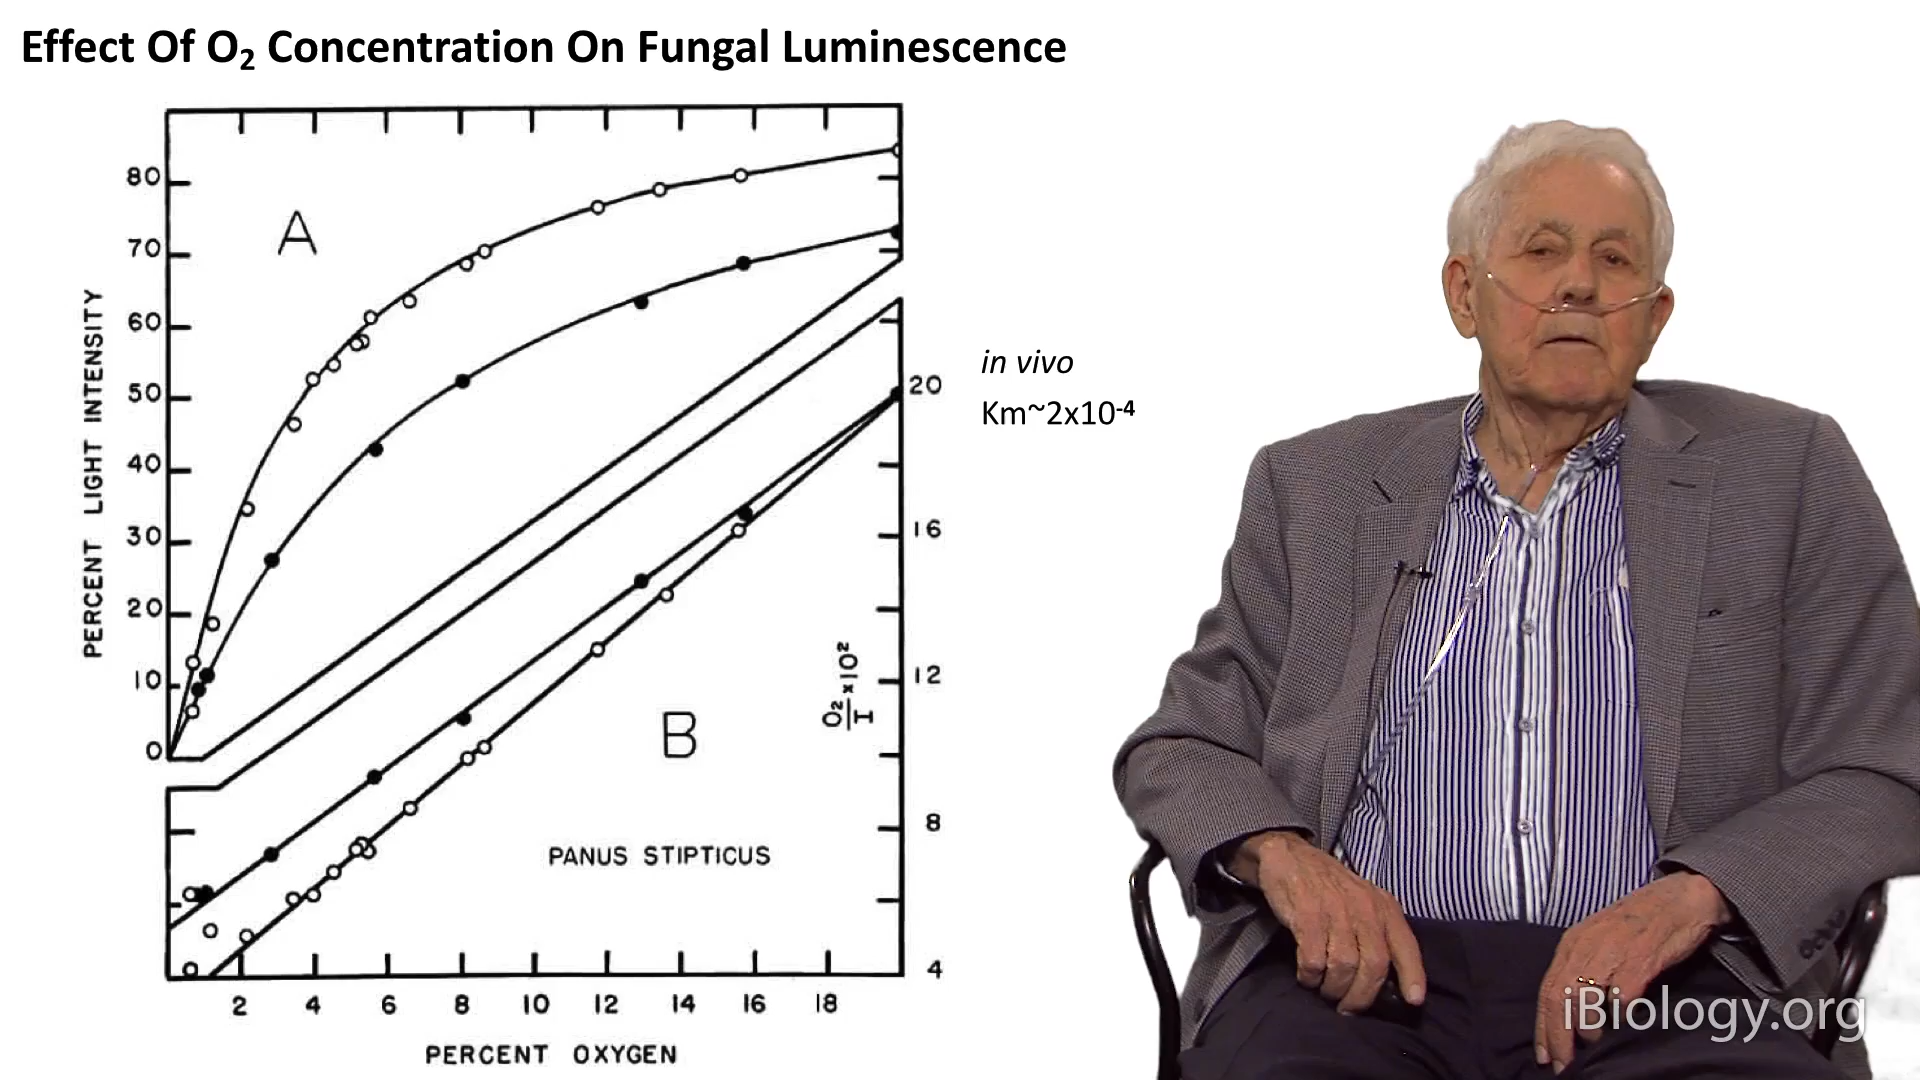 Effect Of O₂ Concentration On Fungal Luminescence
80
70
60
50
40
30
20
10
0
PERCENT LIGHT INTENSITY
A
B
PANUS STIPTICUS
O₂/I x10²
20
16
12
8
4
2 4 6 8 10 12 14 16 18
PERCENT OXYGEN
in vivo
Km~2x10⁻⁴
iBiology.org